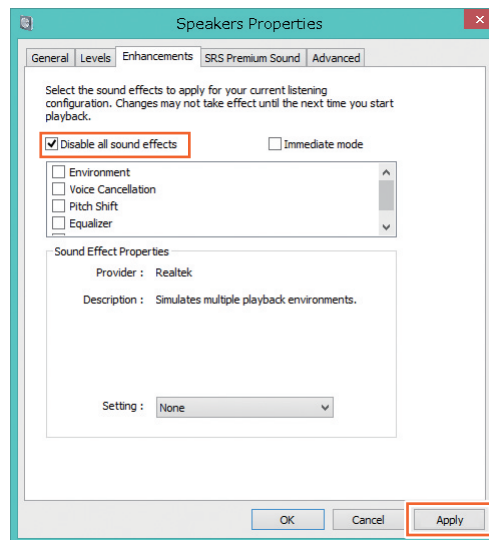 Speakers Properties
General Levels Enhancements SRS Premium Sound Advanced
Select the sound effects to apply for your current listening
configuration. Changes may not take effect until the next time you start
playback.
Disable all sound effects Immediate mode
Environment
Voice Cancellation
Pitch Shift
Equalizer
Sound Effect Properties
Provider : Realtek
Description : Simulates multiple playback environments.
Setting : None
OK Cancel Apply